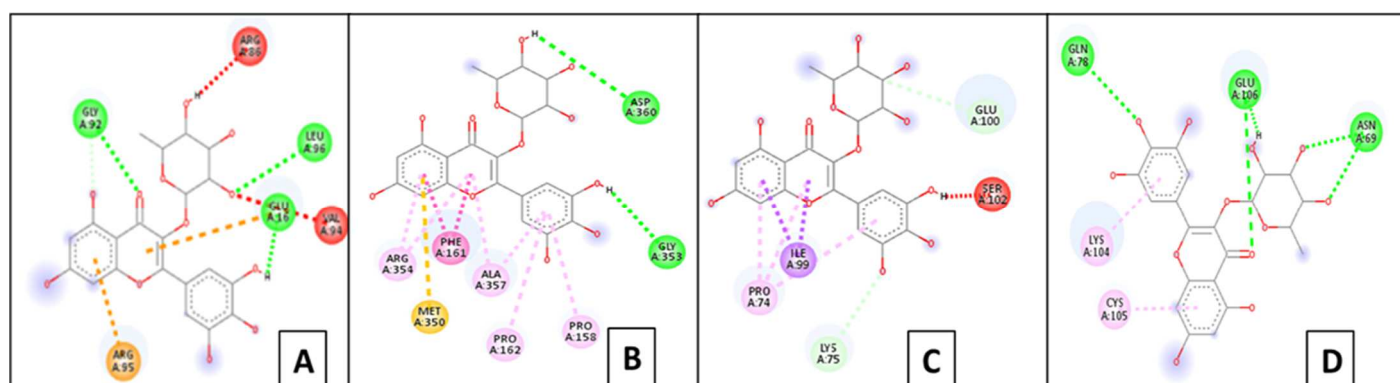 ARG
A:86
GLY
A:92
LEU
A:96
GLU
A:16
VAL
A:94
ARG
A:95
H
H
A
ASP
A:360
GLY
A:353
PHE
A:161
ARG
A:354
ALA
A:357
MET
A:350
PRO
A:162
PRO
A:158
H
H
B
GLU
A:100
SER
A:102
ILE
A:99
PRO
A:74
LYS
A:75
H
C
GLN
A:78
GLU
A:106
ASN
A:69
LYS
A:104
CYS
A:105
H
D